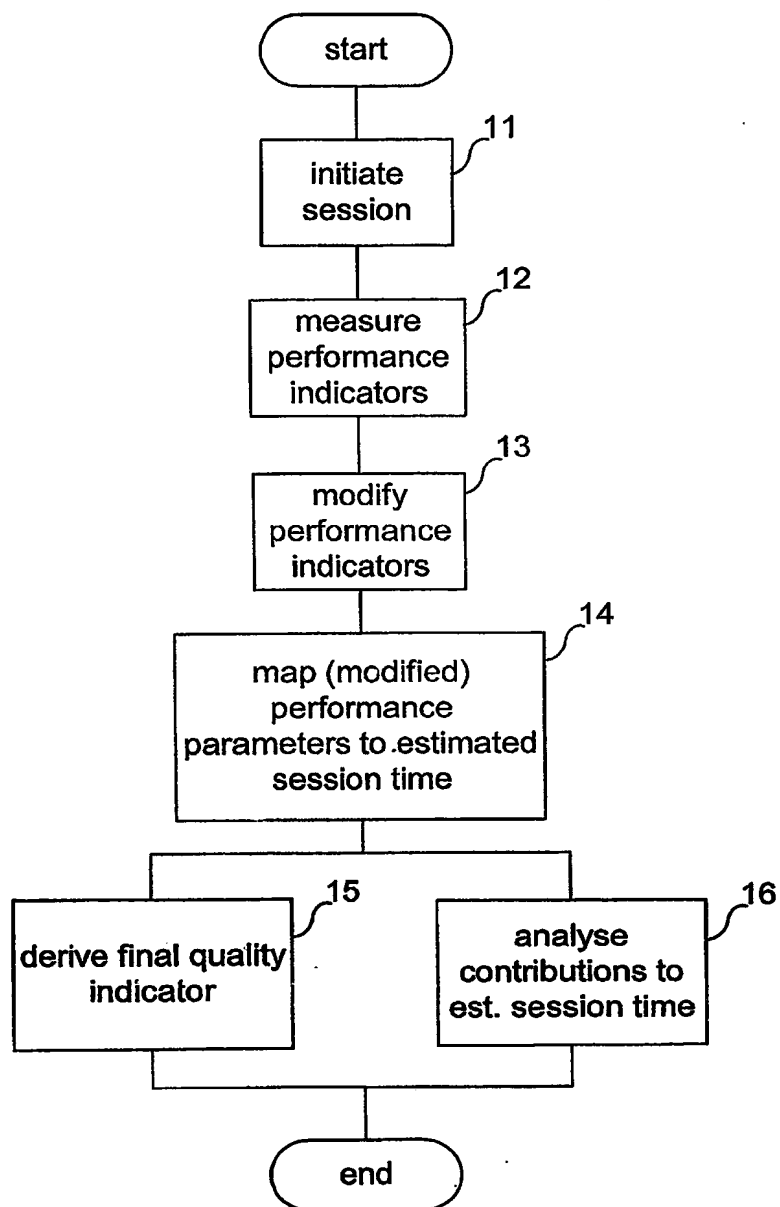 start
11
initiate
session
12
measure
performance
indicators
13
modify
performance
indicators
14
map (modified)
performance
parameters to estimated
session time
15
derive final quality
indicator
16
analyse
contributions to
est. session time
end